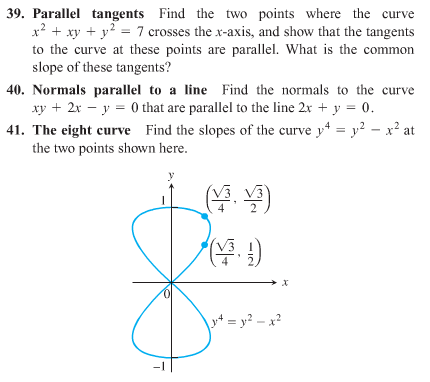 39. Parallel tangents Find the two points where the curve
x² + xy + y² = 7 crosses the x-axis, and show that the tangents
to the curve at these points are parallel. What is the common
slope of these tangents?
40. Normals parallel to a line Find the normals to the curve
xy + 2x − y = 0 that are parallel to the line 2x + y = 0.
41. The eight curve Find the slopes of the curve y⁴ = y² − x² at
the two points shown here.
y
1
(√3/4, √3/2)
(√3/4, 1/2)
x
0
y⁴ = y² − x²
−1